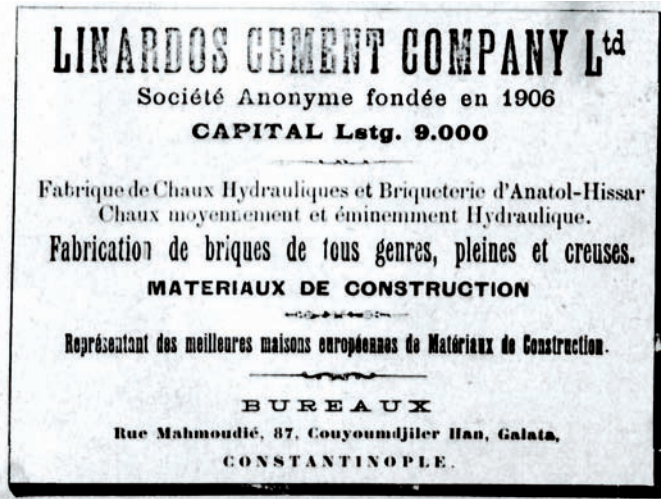 LINARDOS CEMENT COMPANY Ltd
Société Anonyme fondée en 1906
CAPITAL Lstg. 9.000
Fabrique de Chaux Hydrauliques et Briqueterie d'Anatol-Hissar
Chaux moyennement et éminemment Hydraulique.
Fabrication de briques de tous genres, pleines et creuses.
MATERIAUX DE CONSTRUCTION
Représentant des meilleures maisons européennes de Matériaux de Construction.
BUREAUX
Rue Mahmoudié, 87, Couyoumdjiler Han, Galata,
CONSTANTINOPLE.